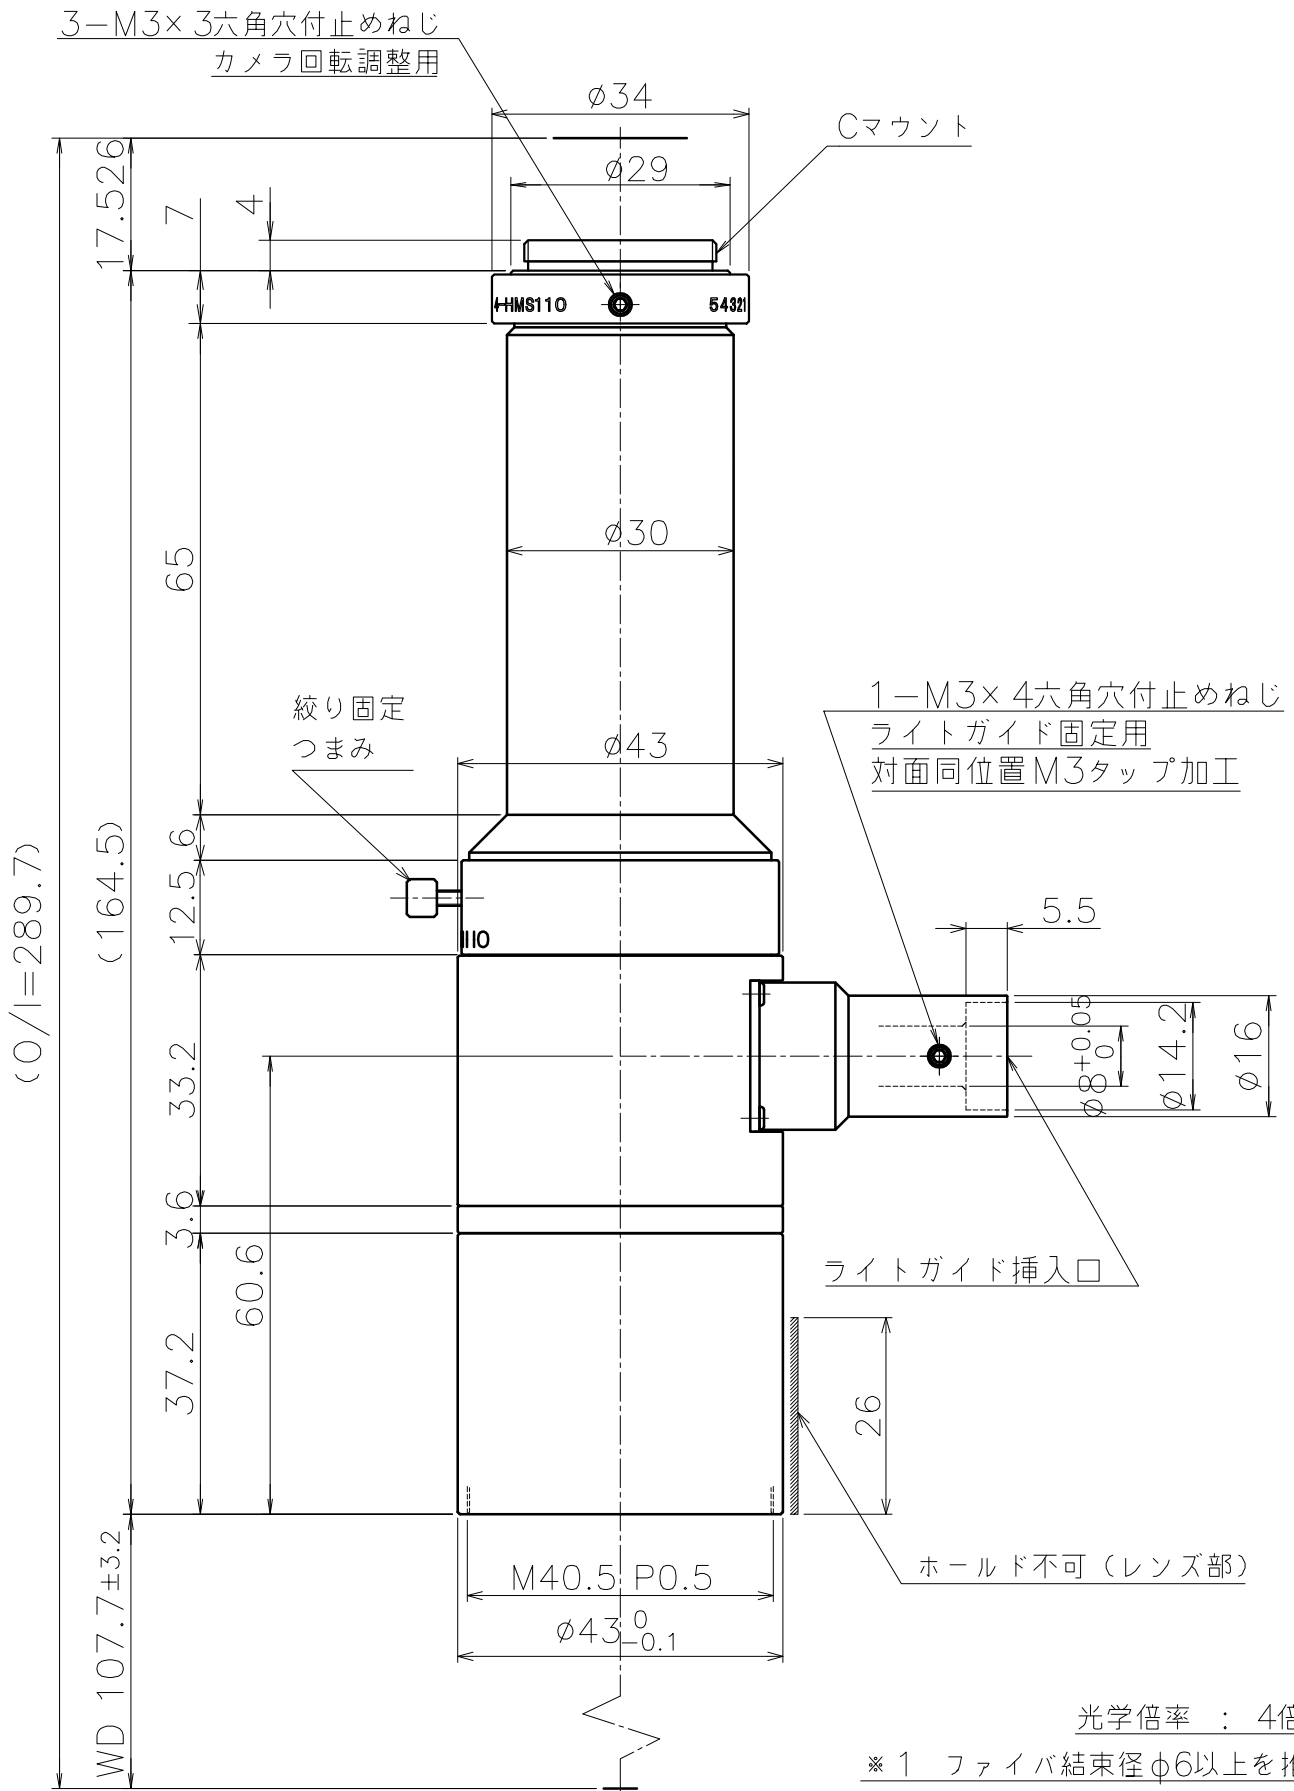 3−M3×3六角穴付止めねじ
カメラ回転調整用
φ34
Cマウント
17.526
7
4
φ29
4-HMS110
54321
65
φ30
絞り固定
つまみ
φ43
1−M3×4六角穴付止めねじ
ライトガイド固定用
対面同位置M3タップ加工
(O/I=289.7)
(164.5)
6
12.5
5.5
33.2
φ8+0.05 0
φ14.2
φ16
3.6
60.6
ライトガイド挿入口
37.2
26
WD 107.7±3.2
M40.5 P0.5
φ43 0 -0.1
ホールド不可（レンズ部）
光学倍率 ： 4倍
※1 ファイバ結束径φ6以上を